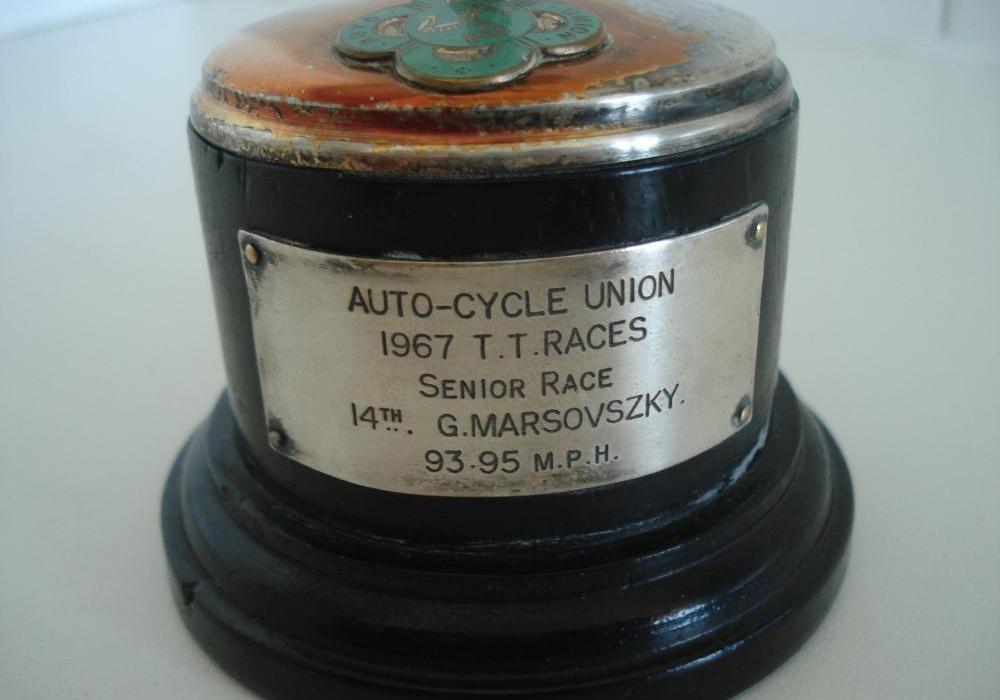 AUTO-CYCLE UNION
1967 T.T. RACES
SENIOR RACE
14TH. G. MARSOVSZKY.
93.95 M.P.H.